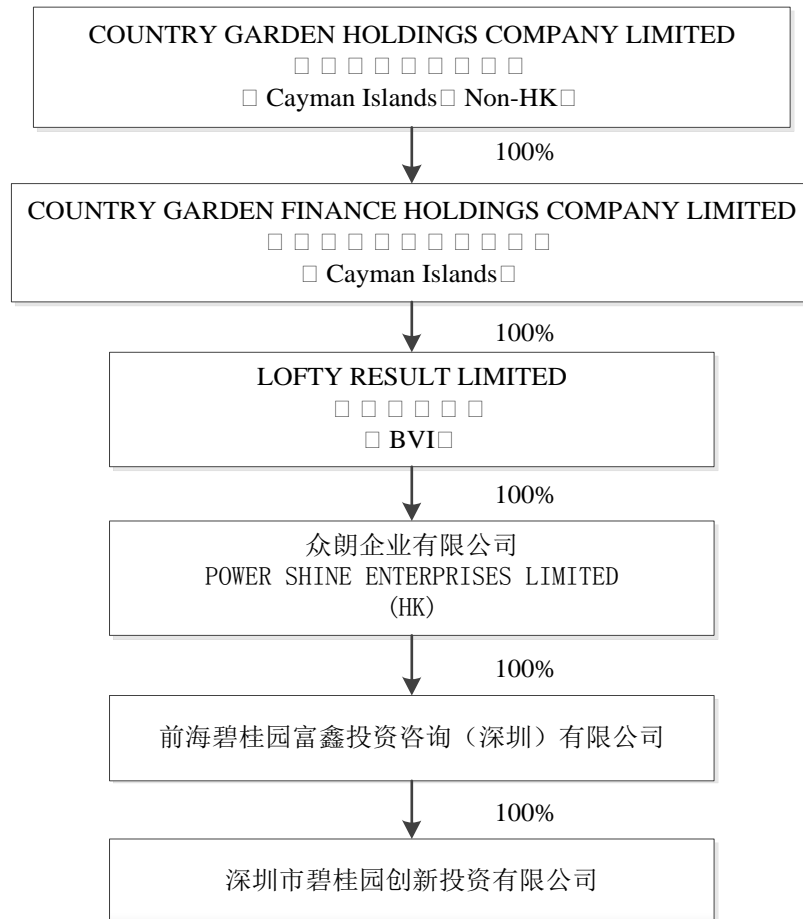 COUNTRY GARDEN HOLDINGS COMPANY LIMITED
Cayman Islands Non-HK
100%
COUNTRY GARDEN FINANCE HOLDINGS COMPANY LIMITED
Cayman Islands
100%
LOFTY RESULT LIMITED
BVI
100%
众朗企业有限公司
POWER SHINE ENTERPRISES LIMITED
(HK)
100%
前海碧桂园富鑫投资咨询（深圳）有限公司
100%
深圳市碧桂园创新投资有限公司